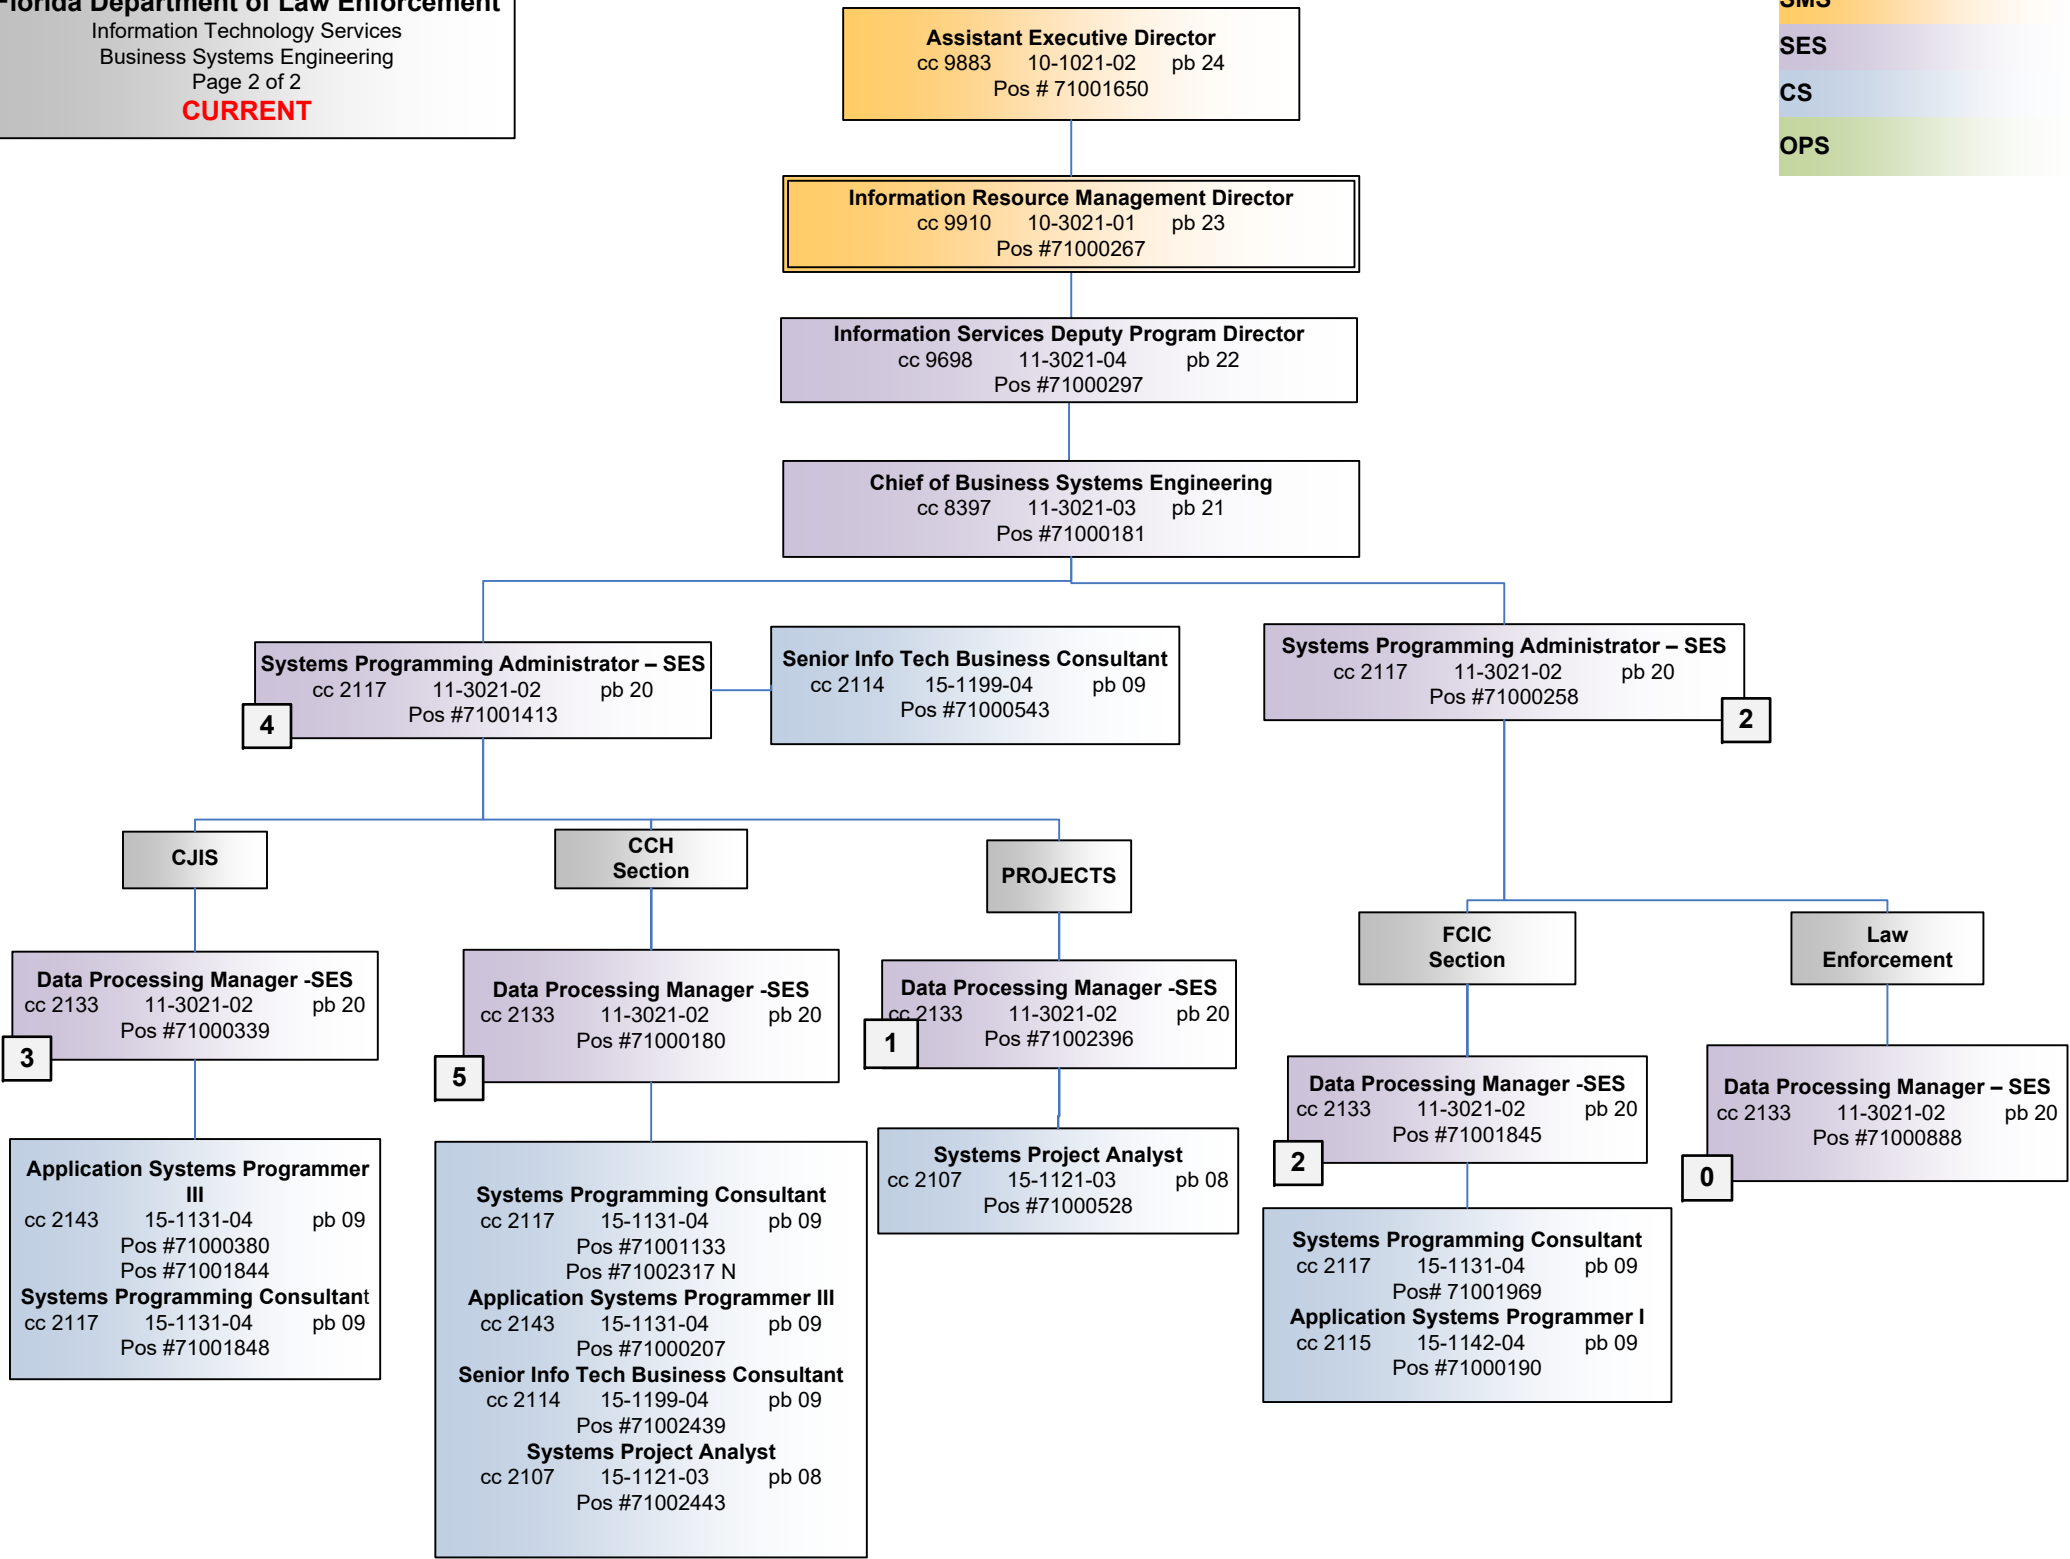 Florida Department of Law Enforcement
Information Technology Services
Business Systems Engineering
Page 2 of 2
CURRENT
SMS
SES
CS
OPS
Assistant Executive Director
cc 9883 10-1021-02 pb 24
Pos # 71001650
Information Resource Management Director
cc 9910 10-3021-01 pb 23
Pos #71000267
Information Services Deputy Program Director
cc 9698 11-3021-04 pb 22
Pos #71000297
Chief of Business Systems Engineering
cc 8397 11-3021-03 pb 21
Pos #71000181
Systems Programming Administrator – SES
cc 2117 11-3021-02 pb 20
Pos #71001413
4
Senior Info Tech Business Consultant
cc 2114 15-1199-04 pb 09
Pos #71000543
Systems Programming Administrator – SES
cc 2117 11-3021-02 pb 20
Pos #71000258
2
CJIS
CCH
Section
PROJECTS
FCIC
Section
Law
Enforcement
Data Processing Manager -SES
cc 2133 11-3021-02 pb 20
Pos #71000339
3
Data Processing Manager -SES
cc 2133 11-3021-02 pb 20
Pos #71000180
5
Data Processing Manager -SES
cc 2133 11-3021-02 pb 20
Pos #71002396
1
Data Processing Manager -SES
cc 2133 11-3021-02 pb 20
Pos #71001845
2
Data Processing Manager – SES
cc 2133 11-3021-02 pb 20
Pos #71000888
0
Application Systems Programmer
III
cc 2143 15-1131-04 pb 09
Pos #71000380
Pos #71001844
Systems Programming Consultant
cc 2117 15-1131-04 pb 09
Pos #71001848
Systems Programming Consultant
cc 2117 15-1131-04 pb 09
Pos #71001133
Pos #71002317 N
Application Systems Programmer III
cc 2143 15-1131-04 pb 09
Pos #71000207
Senior Info Tech Business Consultant
cc 2114 15-1199-04 pb 09
Pos #71002439
Systems Project Analyst
cc 2107 15-1121-03 pb 08
Pos #71002443
Systems Project Analyst
cc 2107 15-1121-03 pb 08
Pos #71000528
Systems Programming Consultant
cc 2117 15-1131-04 pb 09
Pos# 71001969
Application Systems Programmer I
cc 2115 15-1142-04 pb 09
Pos #71000190